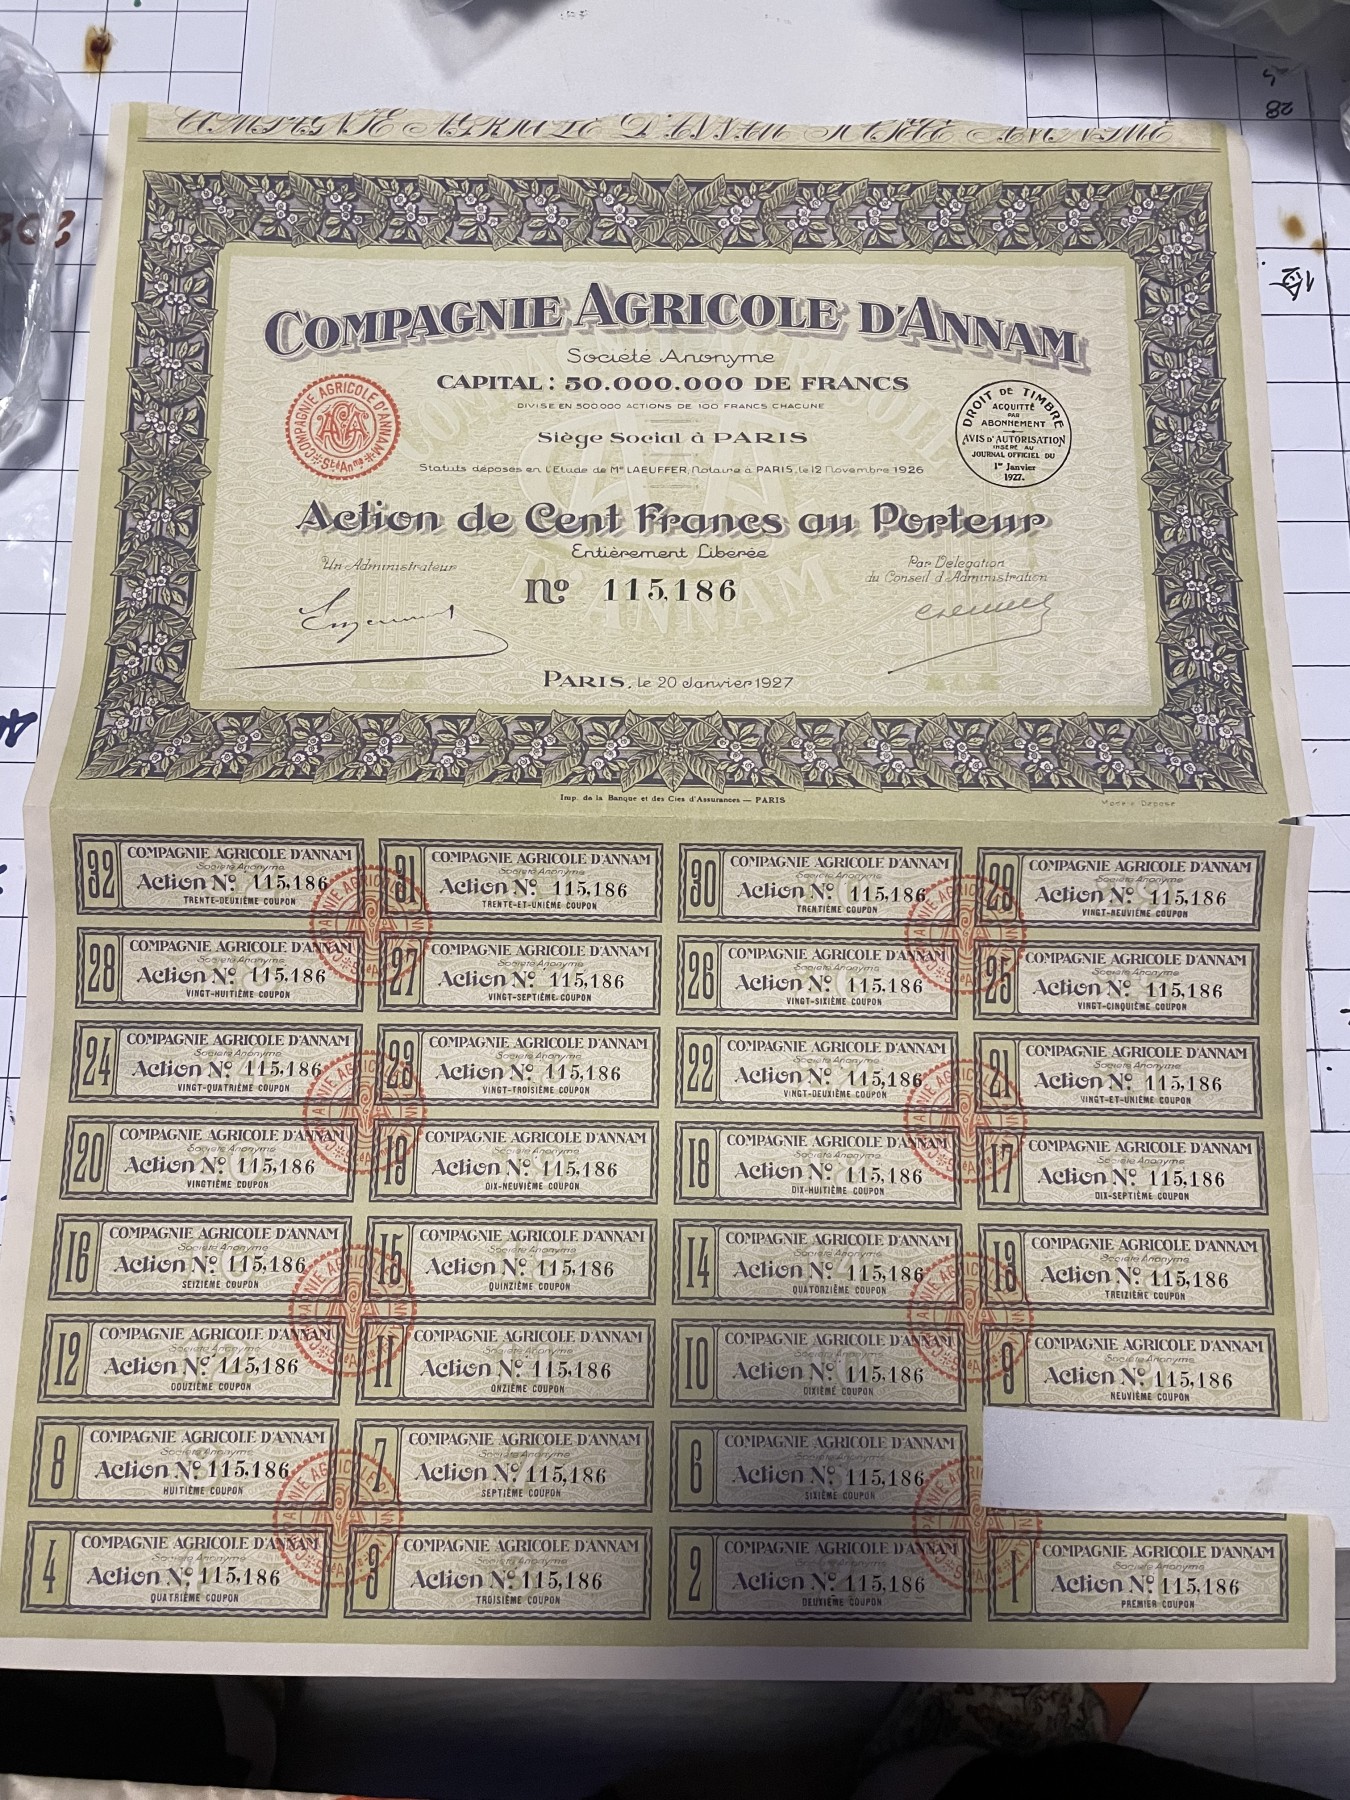 COMPAGNIE AGRICOLE D'ANNAM SOCIÉTÉ ANONYME
COMPAGNIE AGRICOLE D'ANNAM
Société Anonyme
CAPITAL: 50.000.000 DE FRANCS
DIVISÉ EN 500.000 ACTIONS DE 100 FRANCS CHACUNE
Siège Social à PARIS
Statuts déposés en l'Etude de Me LAEUFFER, Notaire à PARIS, le 12 Novembre 1926
COMPAGNIE AGRICOLE D'ANNAM
Sté Anme
DROIT DE TIMBRE
ACQUITTÉ
PAR
ABONNEMENT
AVIS D'AUTORISATION
INSÉRÉ AU
JOURNAL OFFICIEL DU
1er Janvier
1927.
Action de Cent Francs au Porteur
Entièrement Libérée
Un Administrateur
Par Délégation
du Conseil d'Administration
No 115,186
PARIS, le 20 Janvier 1927
Imp. de la Banque et des Cies d'Assurances — PARIS
Modèle Déposé
32 COMPAGNIE AGRICOLE D'ANNAM
Société Anonyme
Action No. 115,186
TRENTE-DEUXIÈME COUPON
31 COMPAGNIE AGRICOLE D'ANNAM
Société Anonyme
Action No. 115,186
TRENTE-ET-UNIÈME COUPON
30 COMPAGNIE AGRICOLE D'ANNAM
Société Anonyme
Action No. 115,186
TRENTIÈME COUPON
29 COMPAGNIE AGRICOLE D'ANNAM
Société Anonyme
Action No. 115,186
VINGT-NEUVIÈME COUPON
28 COMPAGNIE AGRICOLE D'ANNAM
Société Anonyme
Action No. 115,186
VINGT-HUITIÈME COUPON
27 COMPAGNIE AGRICOLE D'ANNAM
Société Anonyme
Action No. 115,186
VINGT-SEPTIÈME COUPON
26 COMPAGNIE AGRICOLE D'ANNAM
Société Anonyme
Action No. 115,186
VINGT-SIXIÈME COUPON
25 COMPAGNIE AGRICOLE D'ANNAM
Société Anonyme
Action No. 115,186
VINGT-CINQUIÈME COUPON
24 COMPAGNIE AGRICOLE D'ANNAM
Société Anonyme
Action No. 115,186
VINGT-QUATRIÈME COUPON
23 COMPAGNIE AGRICOLE D'ANNAM
Société Anonyme
Action No. 115,186
VINGT-TROISIÈME COUPON
22 COMPAGNIE AGRICOLE D'ANNAM
Société Anonyme
Action No. 115,186
VINGT-DEUXIÈME COUPON
21 COMPAGNIE AGRICOLE D'ANNAM
Société Anonyme
Action No. 115,186
VINGT-ET-UNIÈME COUPON
20 COMPAGNIE AGRICOLE D'ANNAM
Société Anonyme
Action No. 115,186
VINGTIÈME COUPON
19 COMPAGNIE AGRICOLE D'ANNAM
Société Anonyme
Action No. 115,186
DIX-NEUVIÈME COUPON
18 COMPAGNIE AGRICOLE D'ANNAM
Société Anonyme
Action No. 115,186
DIX-HUITIÈME COUPON
17 COMPAGNIE AGRICOLE D'ANNAM
Société Anonyme
Action No. 115,186
DIX-SEPTIÈME COUPON
16 COMPAGNIE AGRICOLE D'ANNAM
Société Anonyme
Action No. 115,186
SEIZIÈME COUPON
15 COMPAGNIE AGRICOLE D'ANNAM
Société Anonyme
Action No. 115,186
QUINZIÈME COUPON
14 COMPAGNIE AGRICOLE D'ANNAM
Société Anonyme
Action No. 115,186
QUATORZIÈME COUPON
13 COMPAGNIE AGRICOLE D'ANNAM
Société Anonyme
Action No. 115,186
TREIZIÈME COUPON
12 COMPAGNIE AGRICOLE D'ANNAM
Société Anonyme
Action No. 115,186
DOUZIÈME COUPON
11 COMPAGNIE AGRICOLE D'ANNAM
Société Anonyme
Action No. 115,186
ONZIÈME COUPON
10 COMPAGNIE AGRICOLE D'ANNAM
Société Anonyme
Action No. 115,186
DIXIÈME COUPON
9 COMPAGNIE AGRICOLE D'ANNAM
Société Anonyme
Action No. 115,186
NEUVIÈME COUPON
8 COMPAGNIE AGRICOLE D'ANNAM
Société Anonyme
Action No. 115,186
HUITIÈME COUPON
7 COMPAGNIE AGRICOLE D'ANNAM
Société Anonyme
Action No. 115,186
SEPTIÈME COUPON
6 COMPAGNIE AGRICOLE D'ANNAM
Société Anonyme
Action No. 115,186
SIXIÈME COUPON
4 COMPAGNIE AGRICOLE D'ANNAM
Société Anonyme
Action No. 115,186
QUATRIÈME COUPON
3 COMPAGNIE AGRICOLE D'ANNAM
Société Anonyme
Action No. 115,186
TROISIÈME COUPON
2 COMPAGNIE AGRICOLE D'ANNAM
Société Anonyme
Action No. 115,186
DEUXIÈME COUPON
1 COMPAGNIE AGRICOLE D'ANNAM
Société Anonyme
Action No. 115,186
PREMIER COUPON